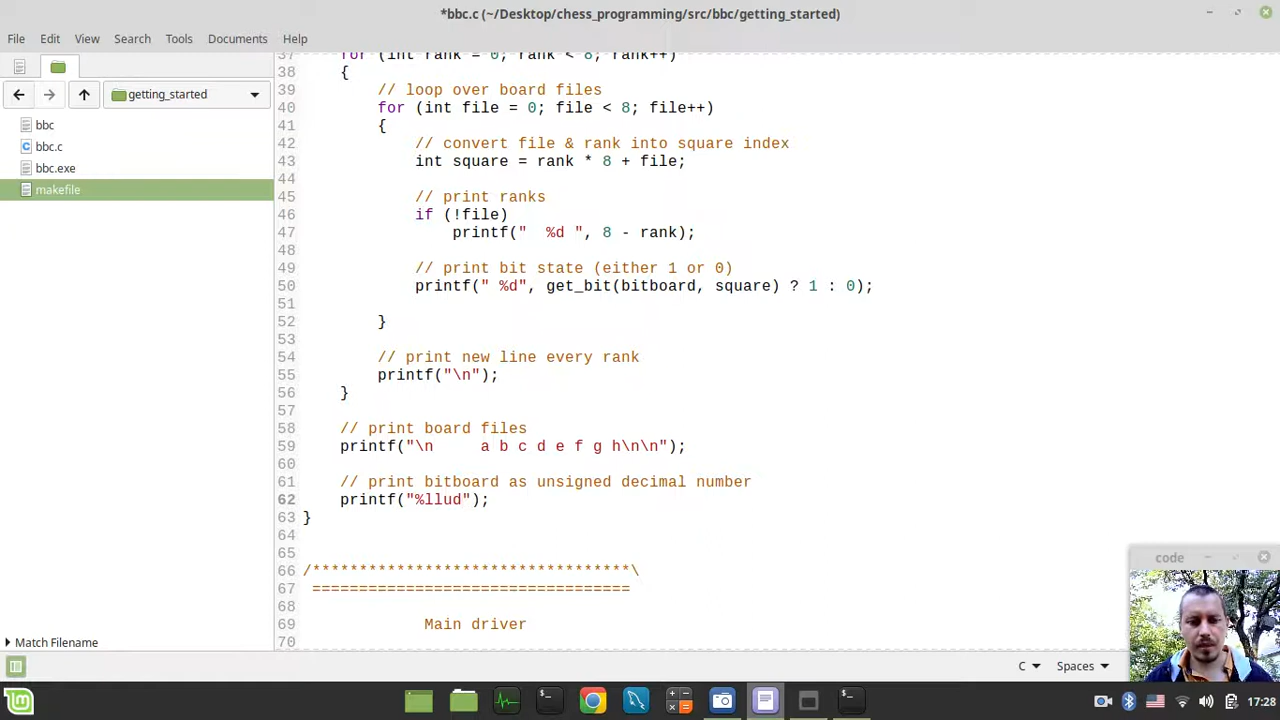 *bbc.c (~/Desktop/chess_programming/src/bbc/getting_started)
File Edit View Search Tools Documents Help
getting_started
bbc
bbc.c
bbc.exe
makefile
37 for (int rank = 0; rank < 8; rank++)
38 {
39 // loop over board files
40 for (int file = 0; file < 8; file++)
41 {
42 // convert file & rank into square index
43 int square = rank * 8 + file;
44
45 // print ranks
46 if (!file)
47 printf("  %d ", 8 - rank);
48
49 // print bit state (either 1 or 0)
50 printf(" %d", get_bit(bitboard, square) ? 1 : 0);
51
52 }
53
54 // print new line every rank
55 printf("\n");
56 }
57
58 // print board files
59 printf("\n     a b c d e f g h\n\n");
60
61 // print bitboard as unsigned decimal number
62 printf("%llud");
63 }
64
65
66 /**********************************\
67 ==================================
68
69 Main driver
70
Match Filename
C Spaces
code
17:28